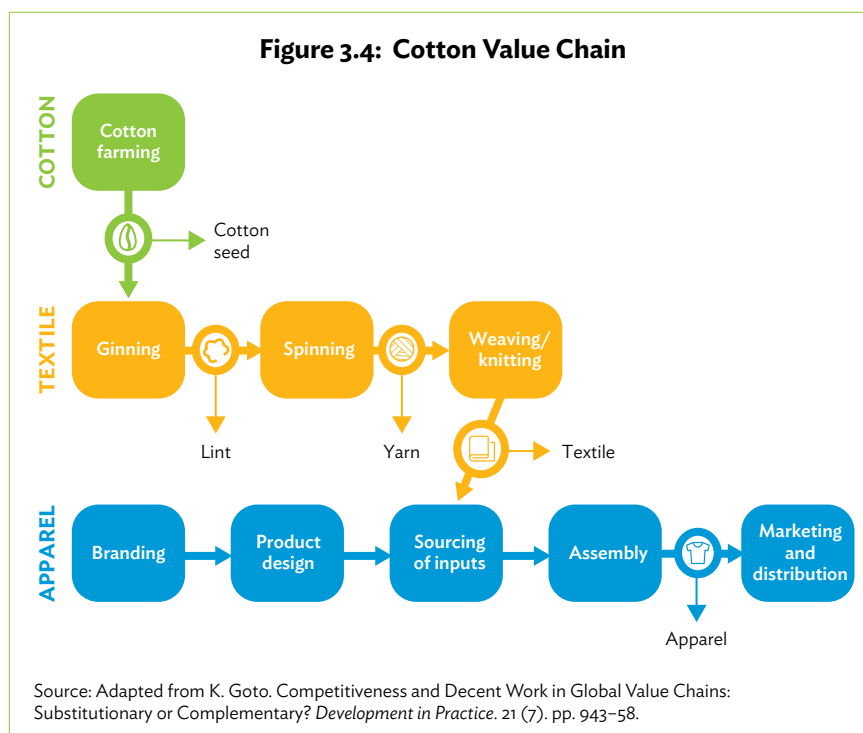 Figure 3.4: Cotton Value Chain
COTTON
Cotton
farming
Cotton
seed
TEXTILE
Ginning
Spinning
Weaving/
knitting
Lint
Yarn
Textile
APPAREL
Branding
Product
design
Sourcing
of inputs
Assembly
Marketing
and
distribution
Apparel
Source: Adapted from K. Goto. Competitiveness and Decent Work in Global Value Chains:
Substitutionary or Complementary? Development in Practice. 21 (7). pp. 943–58.